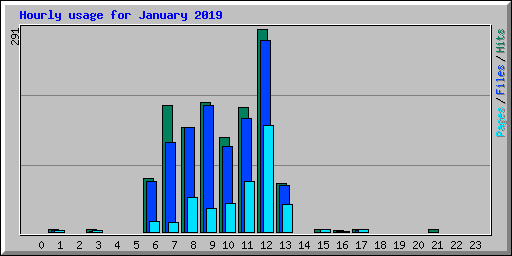 Hourly usage for January 2019
291
Pages/Files/Hits
0 1 2 3 4 5 6 7 8 9 10 11 12 13 14 15 16 17 18 19 20 21 22 23